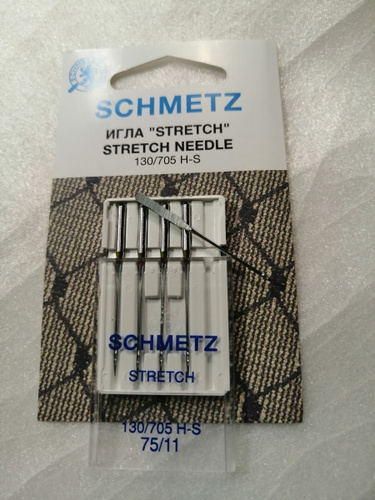 SCHMETZ
ИГЛА "STRETCH"
STRETCH NEEDLE
130/705 H-S
SCHMETZ
STRETCH
130/705 H-S
75/11